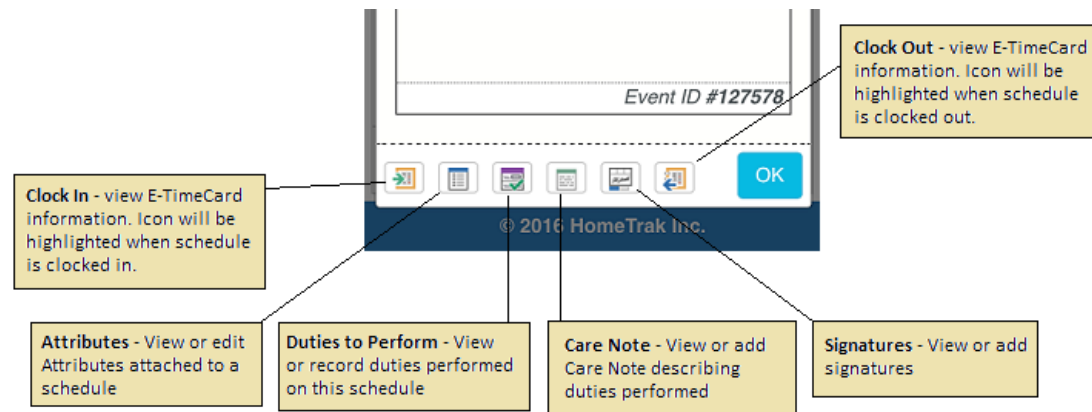 Event ID #127578
OK
© 2016 HomeTrak Inc.
Clock Out - view E-TimeCard
information. Icon will be
highlighted when schedule
is clocked out.
Clock In - view E-TimeCard
information. Icon will be
highlighted when schedule
is clocked in.
Attributes - View or edit
Attributes attached to a
schedule
Duties to Perform - View
or record duties performed
on this schedule
Care Note - View or add
Care Note describing
duties performed
Signatures - View or add
signatures